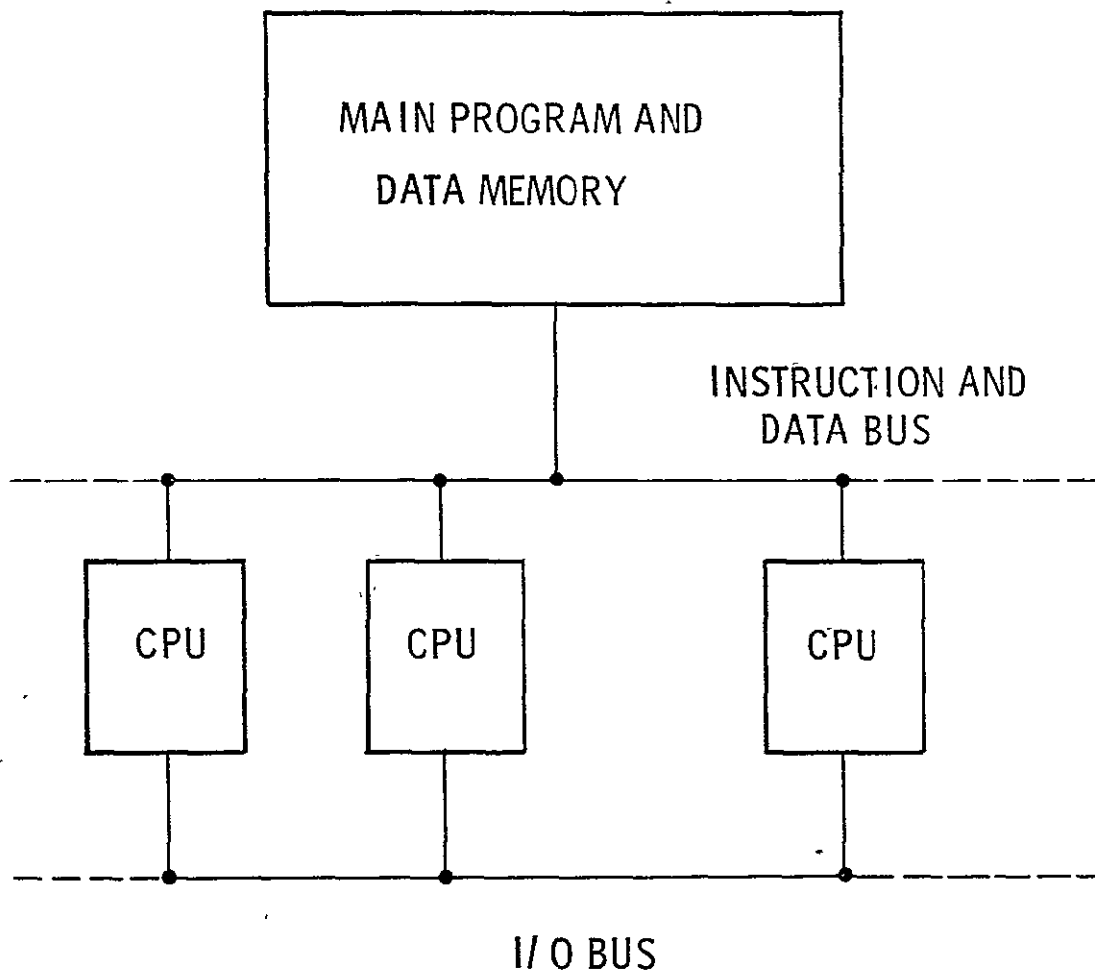 MAIN PROGRAM AND
DATA MEMORY
INSTRUCTION AND
DATA BUS
CPU
CPU
CPU
I/O BUS